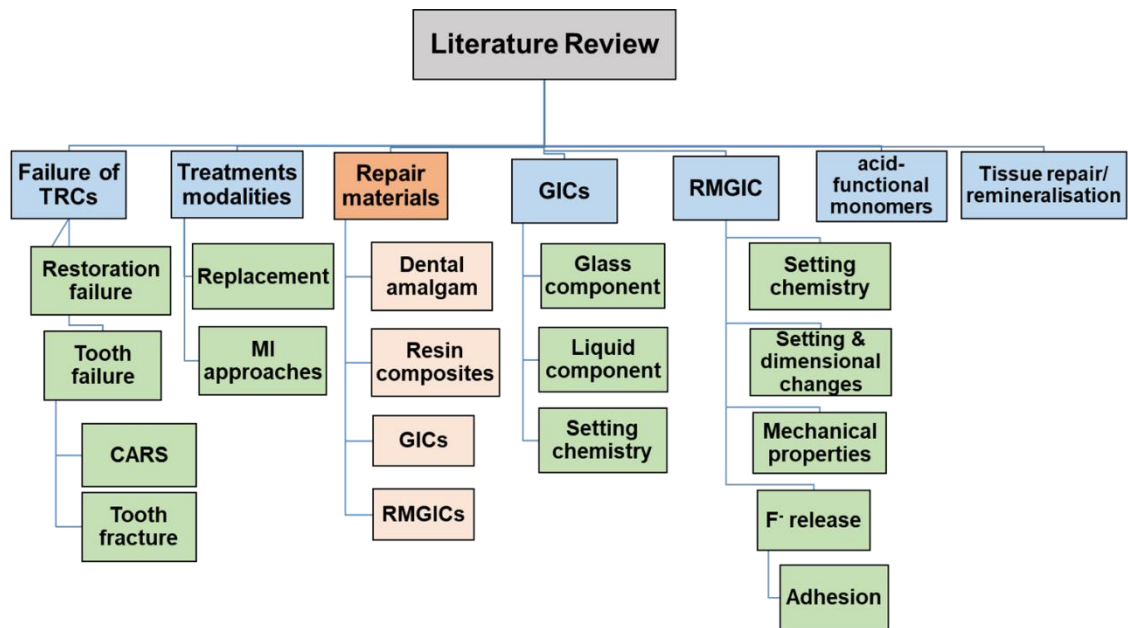 Literature Review
Failure of
TRCs
Restoration
failure
Tooth
failure
CARS
Tooth
fracture
Treatments
modalities
Replacement
MI
approaches
Repair
materials
Dental
amalgam
Resin
composites
GICs
RMGICs
GICs
Glass
component
Liquid
component
Setting
chemistry
RMGIC
Setting
chemistry
Setting &
dimensional
changes
Mechanical
properties
F- release
Adhesion
acid-
functional
monomers
Tissue repair/
remineralisation